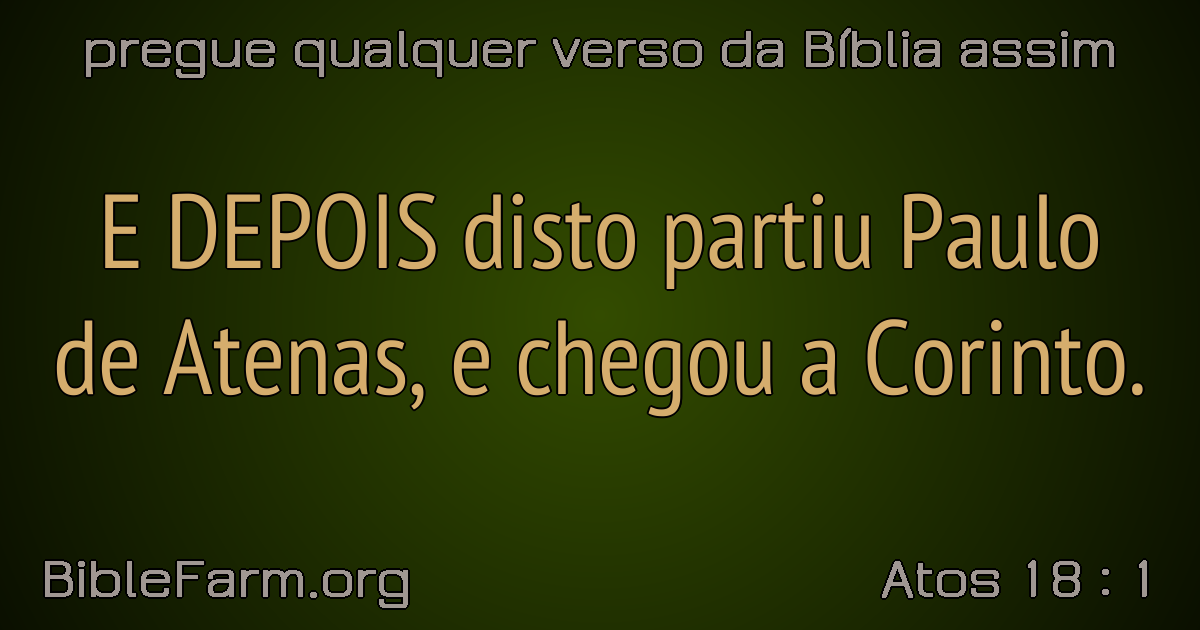 pregue qualquer verso da Bíblia assim
E DEPOIS disto partiu Paulo
de Atenas, e chegou a Corinto.
BibleFarm.org
Atos 18 : 1